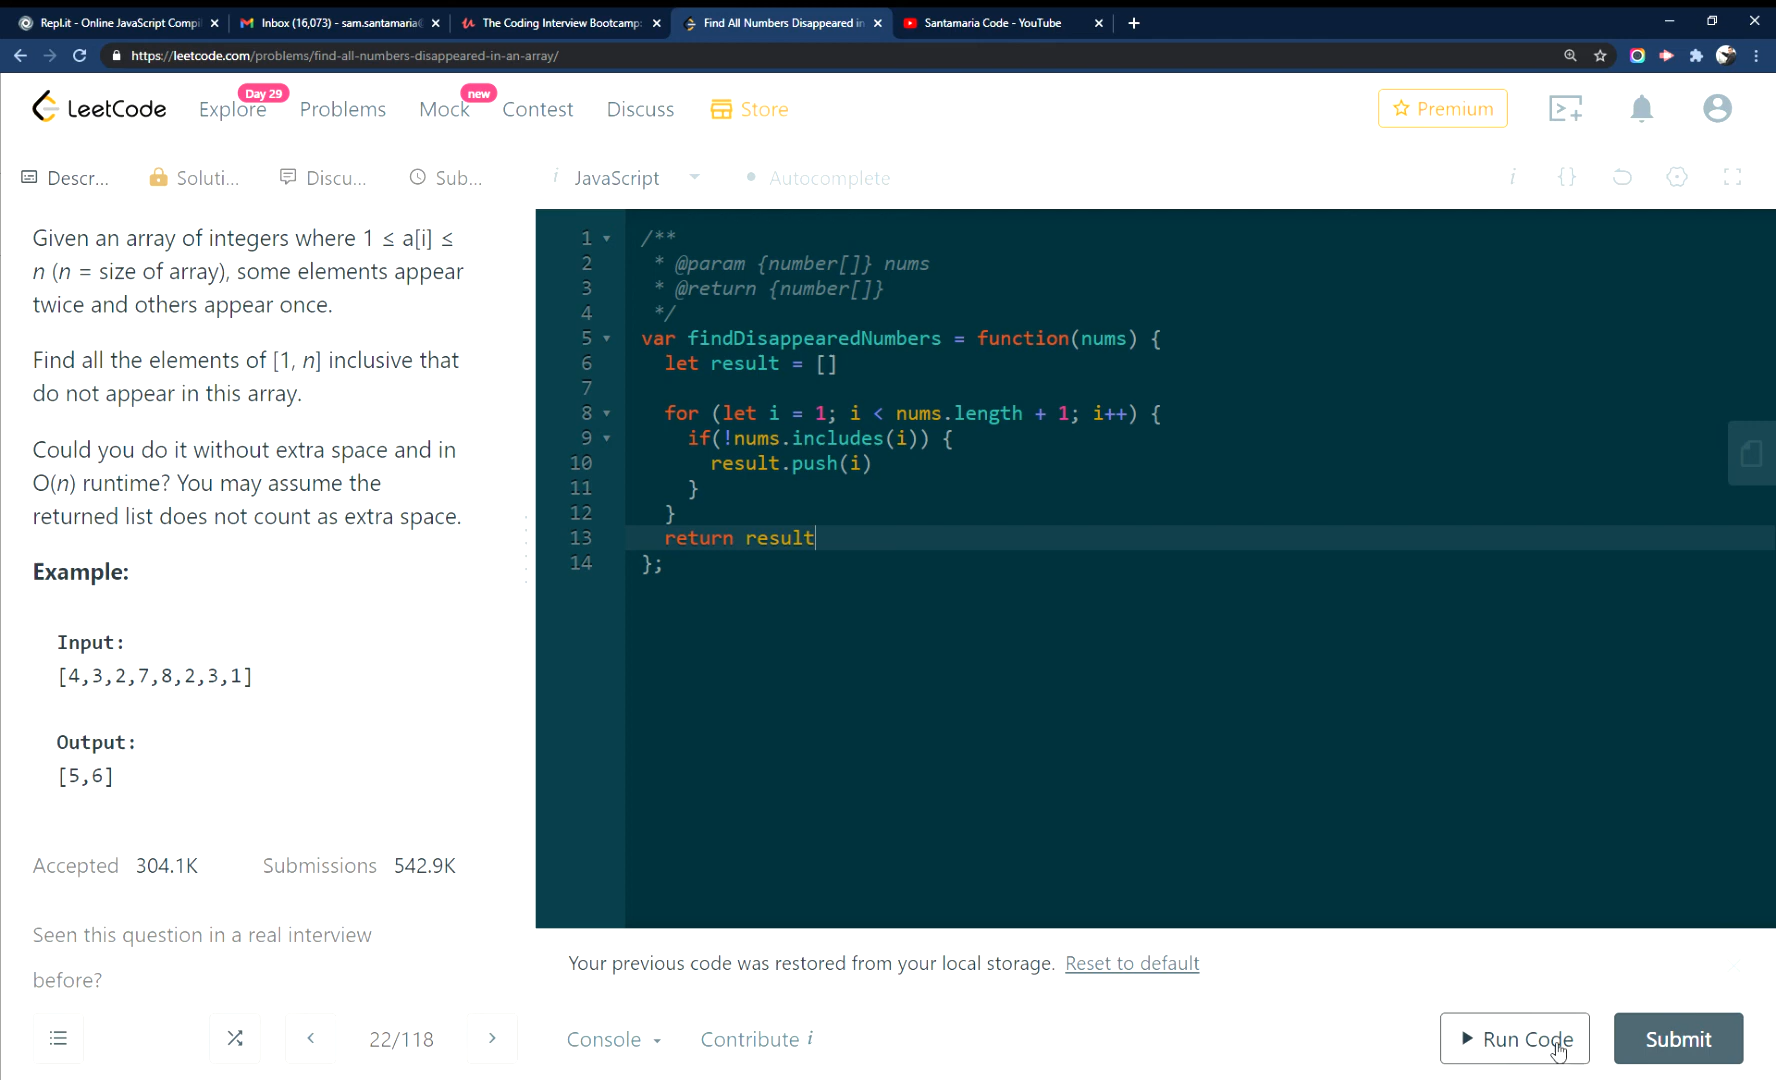 Repl.it - Online JavaScript Compil
Inbox (16,073) - sam.santamaria
The Coding Interview Bootcamp:
Find All Numbers Disappeared in
Santamaria Code - YouTube
https://leetcode.com/problems/find-all-numbers-disappeared-in-an-array/
LeetCode
Explore
Day 29
Problems
Mock
new
Contest
Discuss
Store
Premium
Descr...
Soluti...
Discu...
Sub...
i
JavaScript
Autocomplete
i
{}
Given an array of integers where 1 ≤ a[i] ≤
n (n = size of array), some elements appear
twice and others appear once.
Find all the elements of [1, n] inclusive that
do not appear in this array.
Could you do it without extra space and in
O(n) runtime? You may assume the
returned list does not count as extra space.
Example:
Input:
[4,3,2,7,8,2,3,1]
Output:
[5,6]
Accepted 304.1K
Submissions 542.9K
Seen this question in a real interview
before?
22/118
1 /**
2 * @param {number[]} nums
3 * @return {number[]}
4 */
5 var findDisappearedNumbers = function(nums) {
6 let result = []
7
8 for (let i = 1; i < nums.length + 1; i++) {
9 if(!nums.includes(i)) {
10 result.push(i)
11 }
12 }
13 return result
14 };
Your previous code was restored from your local storage. Reset to default
Console
Contribute i
Run Code
Submit